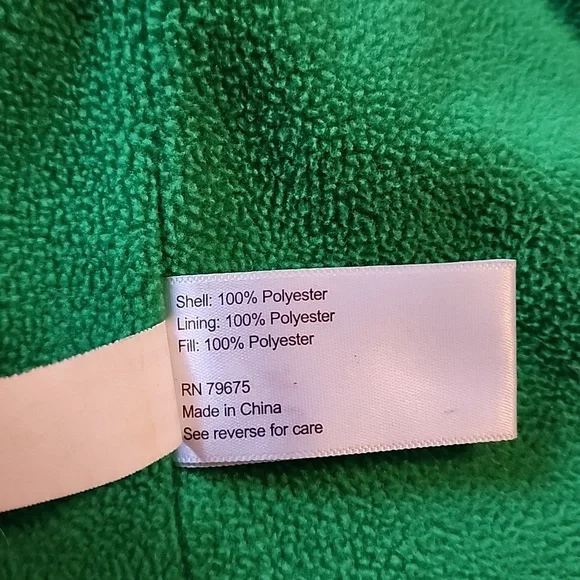 Shell: 100% Polyester
Lining: 100% Polyester
Fill: 100% Polyester
RN 79675
Made in China
See reverse for care